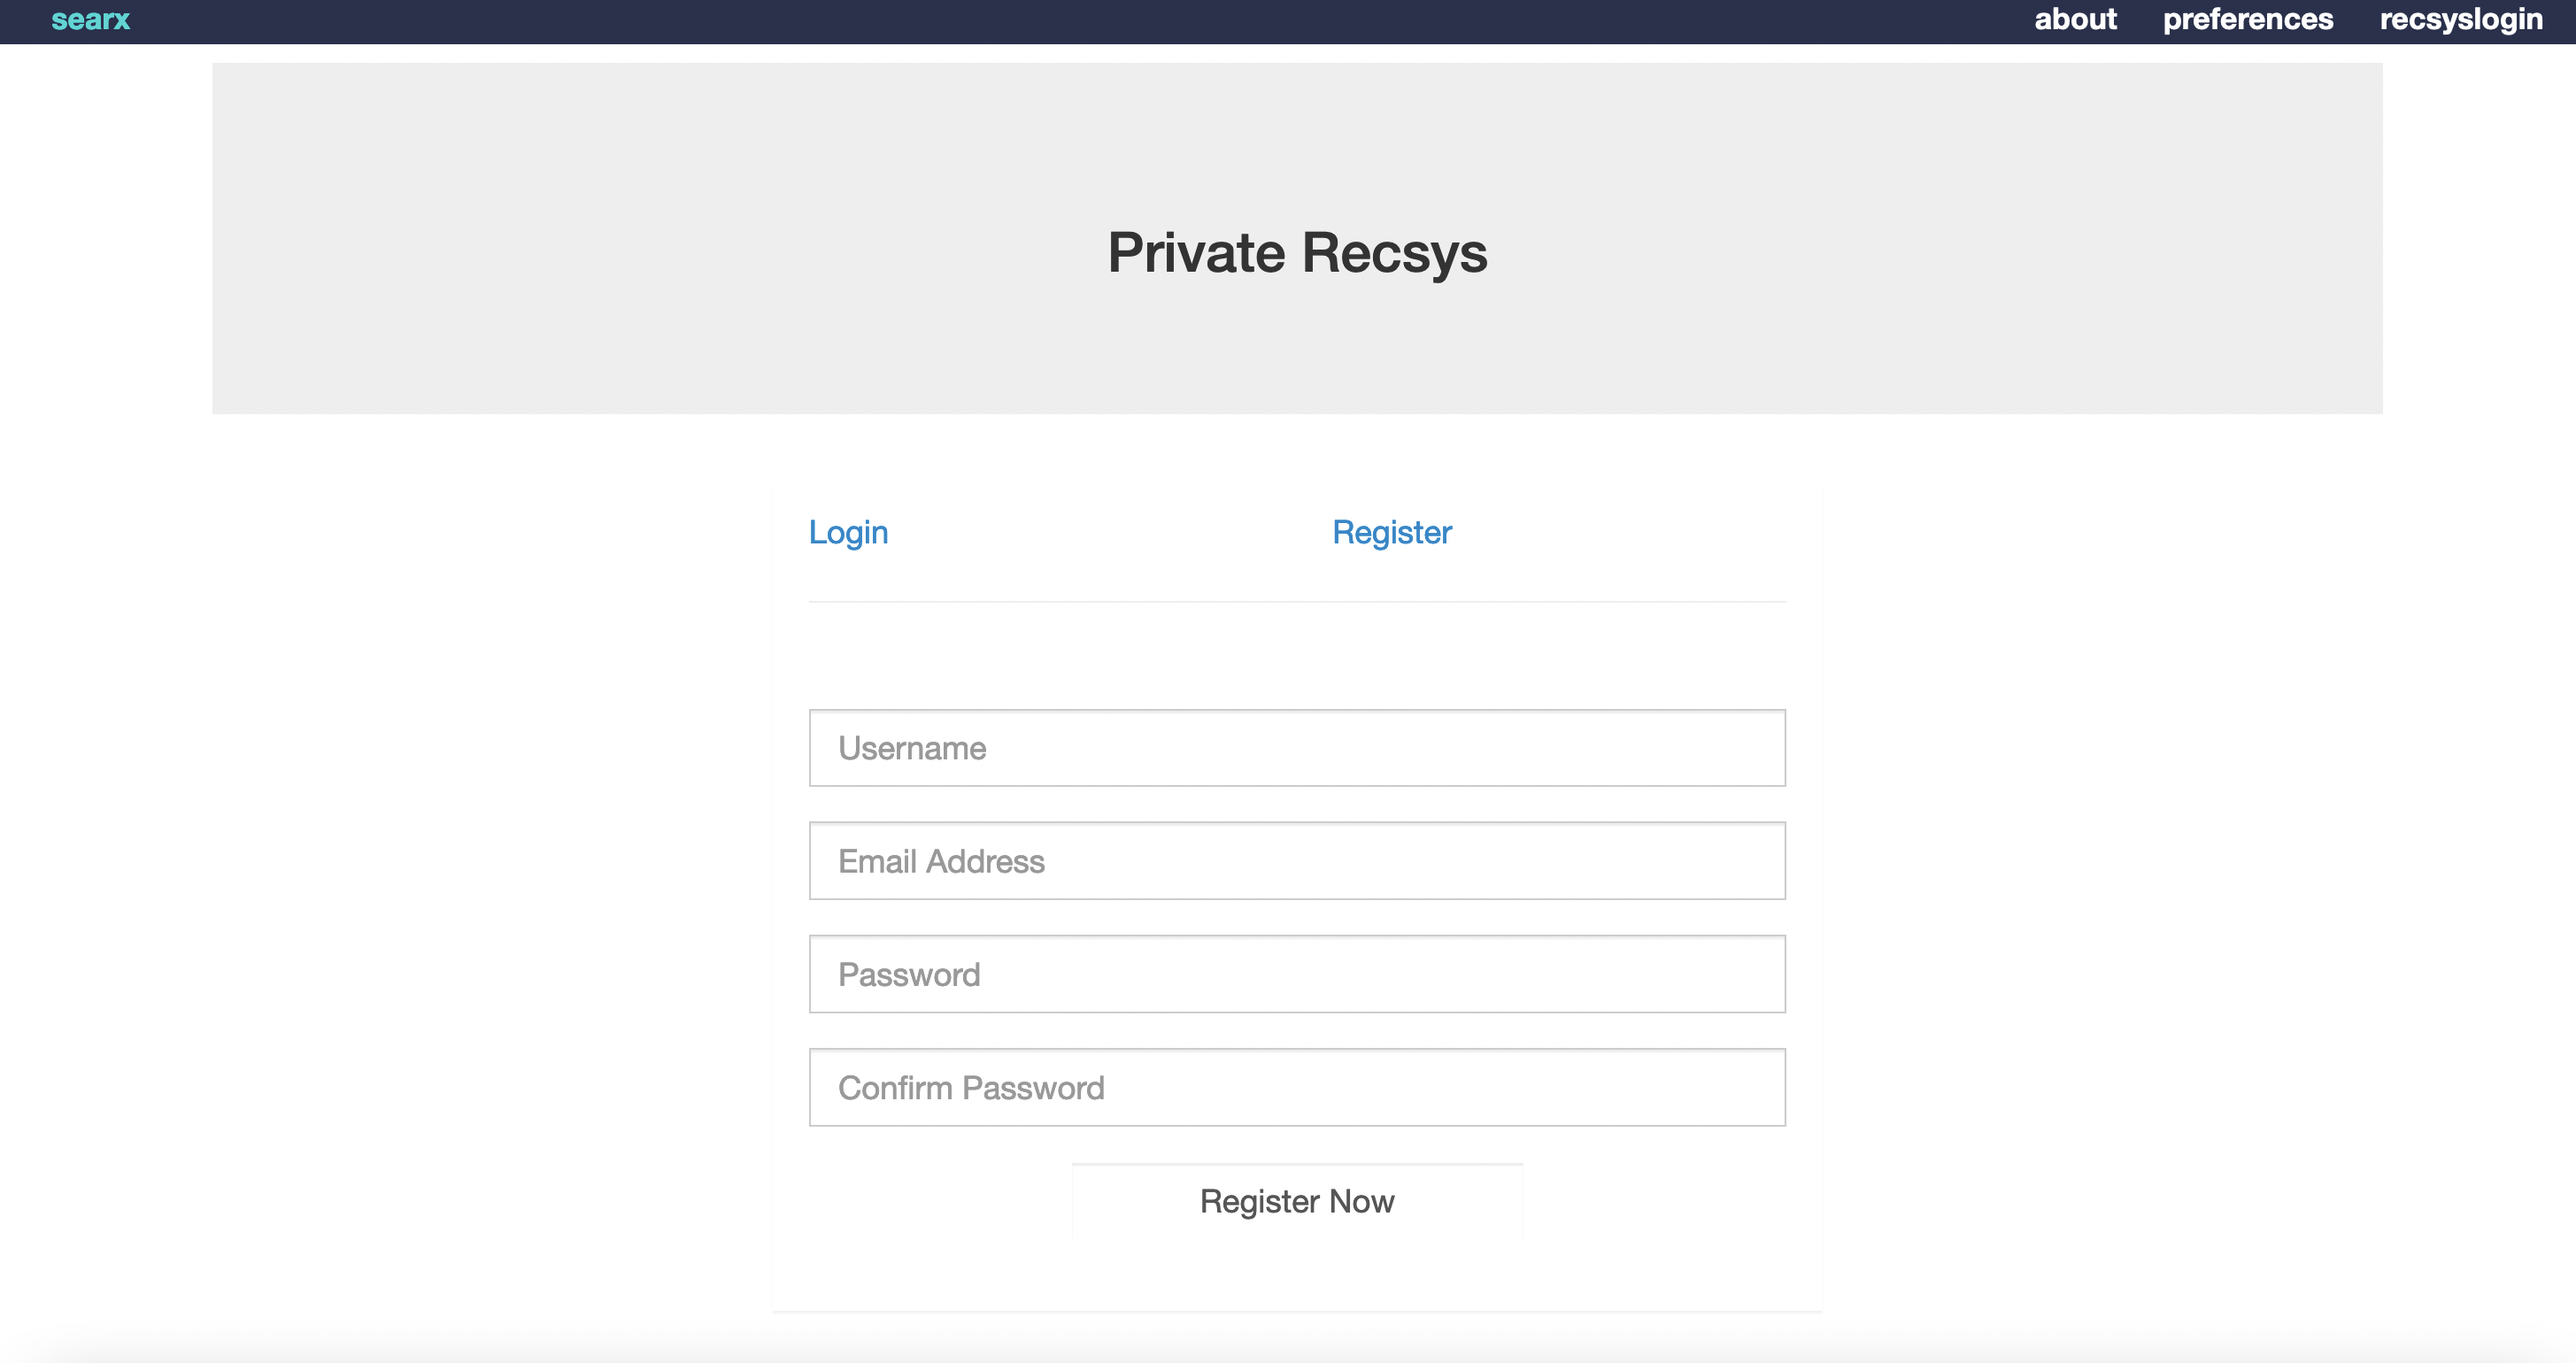 searx about preferences recsyslogin
Private Recsys
Login Register
Username
Email Address
Password
Confirm Password
Register Now